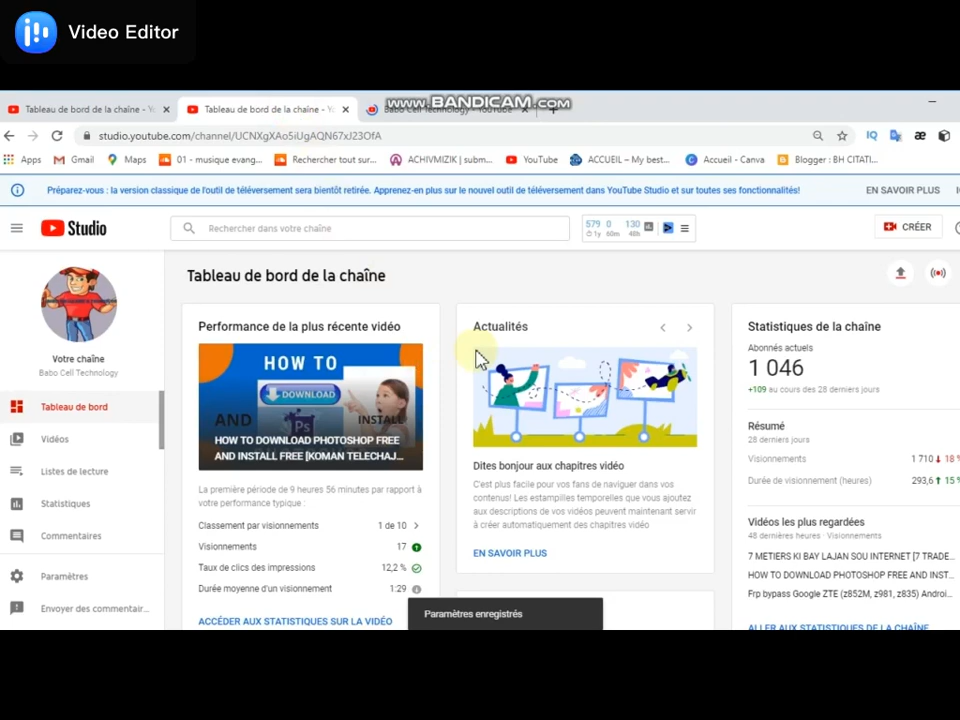 Video Editor
www.BANDICAM.com
Tableau de bord de la chaîne - Y
Tableau de bord de la chaîne - Y
Babo Cell Technology - YouTube
studio.youtube.com/channel/UCNXgXAo5iUgAQN67xJ23OfA
Apps
Gmail
Maps
01 - musique evang...
Rechercher tout sur...
ACHIVMIZIK | subm...
YouTube
ACCUEIL – My best...
Accueil - Canva
Blogger : BH CITATI...
Préparez-vous : la version classique de l'outil de téléversement sera bientôt retirée. Apprenez-en plus sur le nouvel outil de téléversement dans YouTube Studio et sur toutes ses fonctionnalités!
EN SAVOIR PLUS
Studio
Rechercher dans votre chaîne
579 0 130
1y 60m 48h
CRÉER
Tableau de bord de la chaîne
Votre chaîne
Babo Cell Technology
Tableau de bord
Vidéos
Listes de lecture
Statistiques
Commentaires
Paramètres
Envoyer des commentair...
Performance de la plus récente vidéo
HOW TO
DOWNLOAD
AND
INSTALL
Ps
HOW TO DOWNLOAD PHOTOSHOP FREE
AND INSTALL FREE [KOMAN TELECHAJ...
La première période de 9 heures 56 minutes par rapport à
votre performance typique :
Classement par visionnements 1 de 10
Visionnements 17
Taux de clics des impressions 12,2 %
Durée moyenne d'un visionnement 1:29
ACCÉDER AUX STATISTIQUES SUR LA VIDÉO
Actualités
Dites bonjour aux chapitres vidéo
C'est plus facile pour vos fans de naviguer dans vos
contenus! Les estampilles temporelles que vous ajoutez
aux descriptions de vos vidéos peuvent maintenant servir
à créer automatiquement des chapitres vidéo
EN SAVOIR PLUS
Paramètres enregistrés
Statistiques de la chaîne
Abonnés actuels
1 046
+109 au cours des 28 derniers jours
Résumé
28 derniers jours
Visionnements 1 710 18 %
Durée de visionnement (heures) 293,6 15 %
Vidéos les plus regardées
48 dernières heures · Visionnements
7 METIERS KI BAY LAJAN SOU INTERNET [7 TRADE...
HOW TO DOWNLOAD PHOTOSHOP FREE AND INST...
Frp bypass Google ZTE (z852M, z981, z835) Androi...
ALLER AUX STATISTIQUES DE LA CHAÎNE